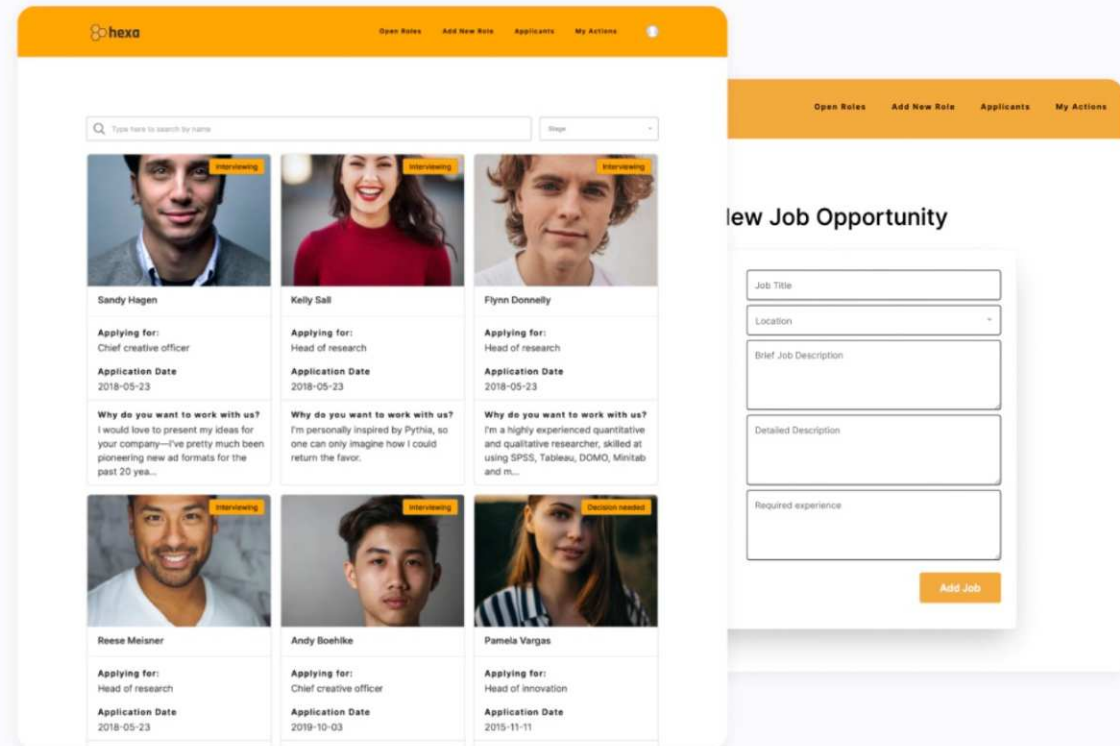 hexa
Open Roles Add New Role Applicants My Actions
Type here to search by name
Stage
Interviewing
Interviewing
Interviewing
Sandy Hagen
Kelly Sall
Flynn Donnelly
Applying for:
Chief creative officer
Applying for:
Head of research
Applying for:
Head of research
Application Date
2018-05-23
Application Date
2018-05-23
Application Date
2018-05-23
Why do you want to work with us?
I would love to present my ideas for
your company—I've pretty much been
pioneering new ad formats for the
past 20 yea...
Why do you want to work with us?
I'm personally inspired by Pythia, so
one can only imagine how I could
return the favor.
Why do you want to work with us?
I'm a highly experienced quantitative
and qualitative researcher, skilled at
using SPSS, Tableau, DOMO, Minitab
and m...
Interviewing
Interviewing
Decision needed
Reese Meisner
Andy Boehlke
Pamela Vargas
Applying for:
Head of research
Applying for:
Chief creative officer
Applying for:
Head of innovation
Application Date
2018-05-23
Application Date
2019-10-03
Application Date
2015-11-11
Open Roles Add New Role Applicants My Actions
lew Job Opportunity
Job Title
Location
Brief Job Description
Detailed Description
Required experience
Add Job